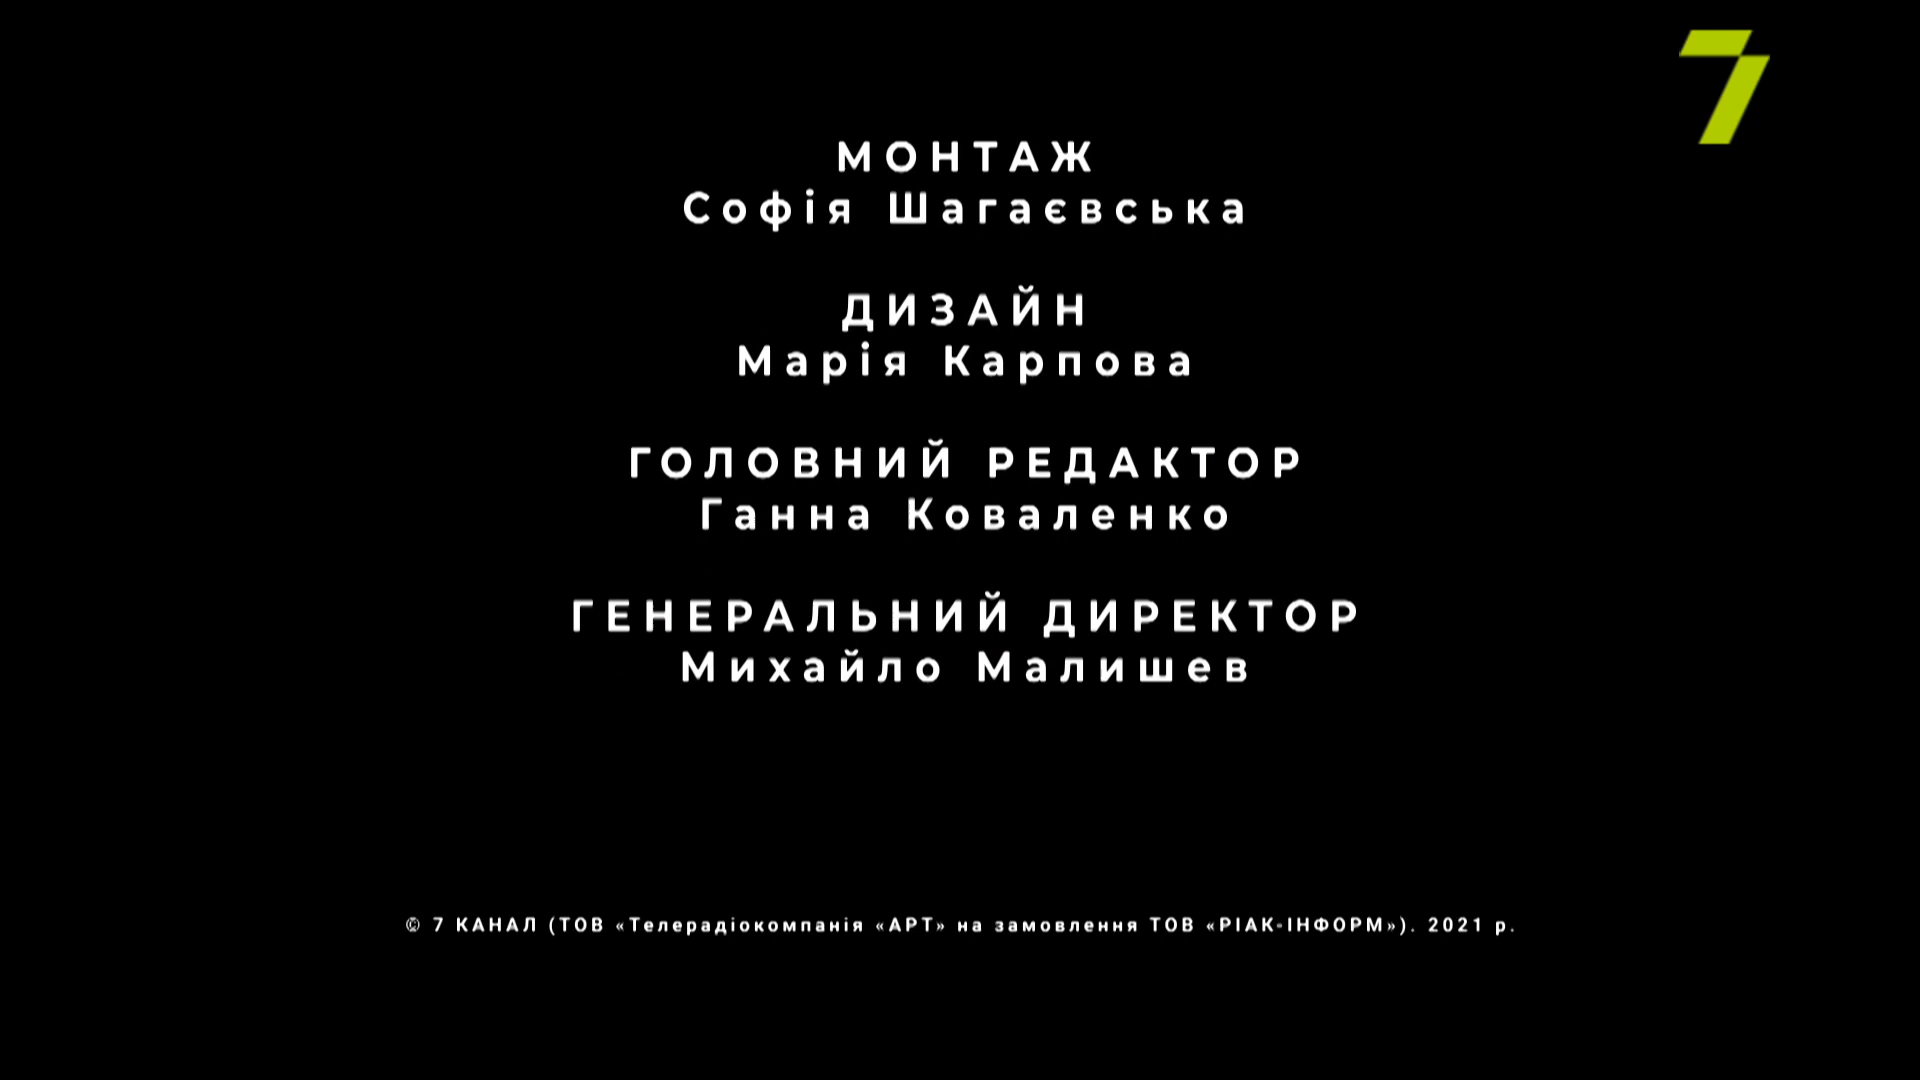 7
МОНТАЖ
Софія Шагаєвська
ДИЗАЙН
Марія Карпова
ГОЛОВНИЙ РЕДАКТОР
Ганна Коваленко
ГЕНЕРАЛЬНИЙ ДИРЕКТОР
Михайло Малишев
© 7 КАНАЛ (ТОВ «Телерадіокомпанія «АРТ» на замовлення ТОВ «РІАК-ІНФОРМ»). 2021 р.